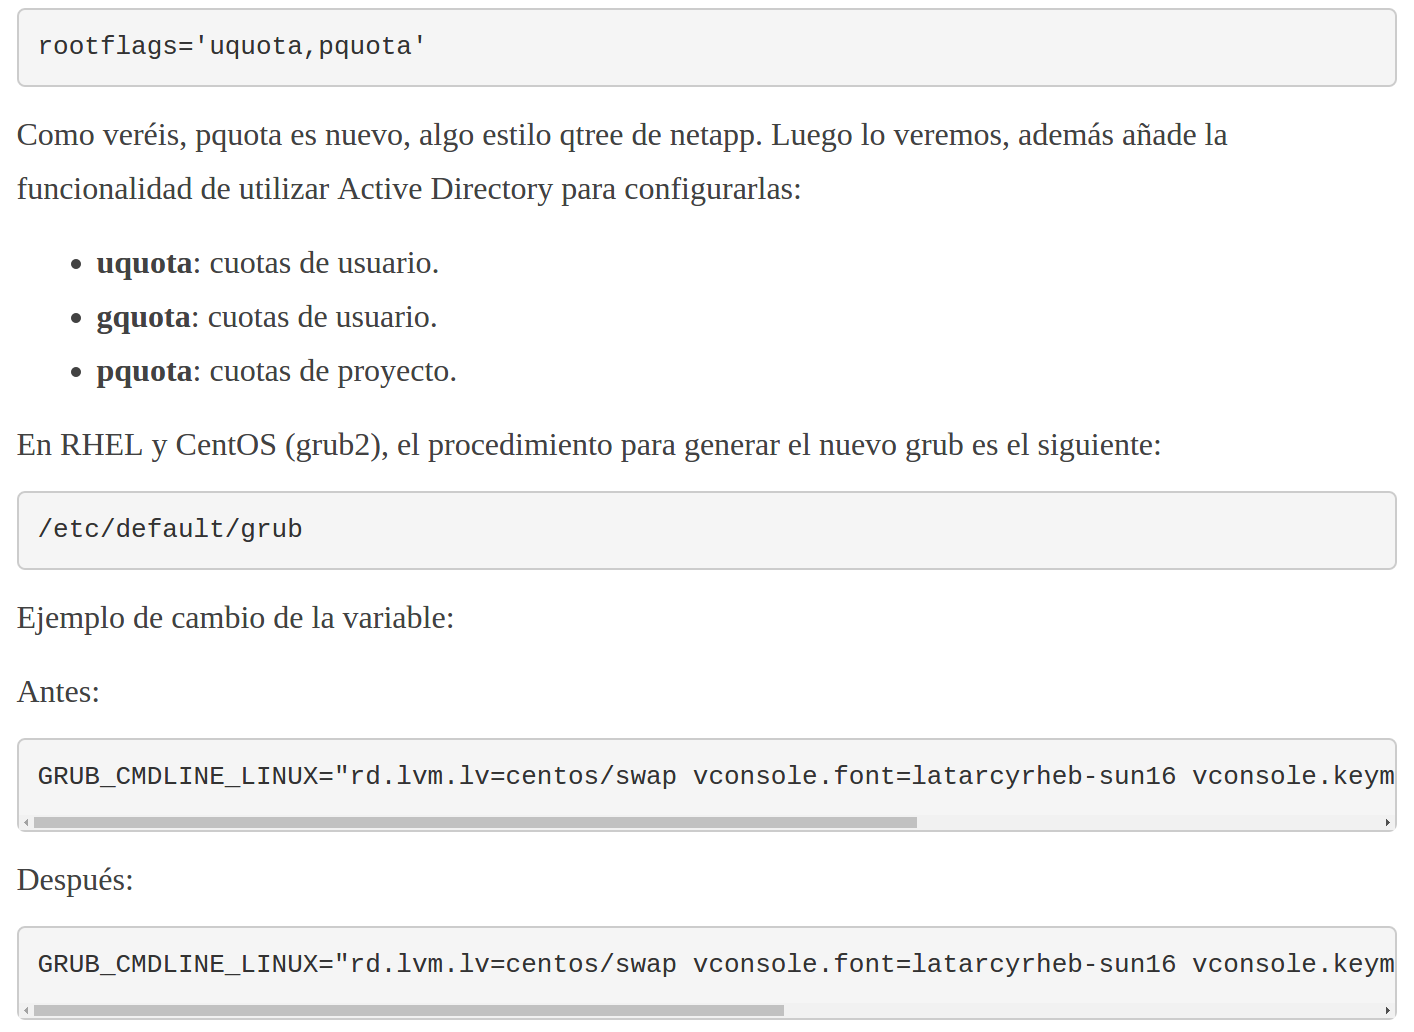 rootflags='uquota,pquota'
Como veréis, pquota es nuevo, algo estilo qtree de netapp. Luego lo veremos, además añade la
funcionalidad de utilizar Active Directory para configurarlas:
• uquota: cuotas de usuario.
• gquota: cuotas de usuario.
• pquota: cuotas de proyecto.
En RHEL y CentOS (grub2), el procedimiento para generar el nuevo grub es el siguiente:
/etc/default/grub
Ejemplo de cambio de la variable:
Antes:
GRUB_CMDLINE_LINUX="rd.lvm.lv=centos/swap vconsole.font=latarcyrheb-sun16 vconsole.keym
Después:
GRUB_CMDLINE_LINUX="rd.lvm.lv=centos/swap vconsole.font=latarcyrheb-sun16 vconsole.keym